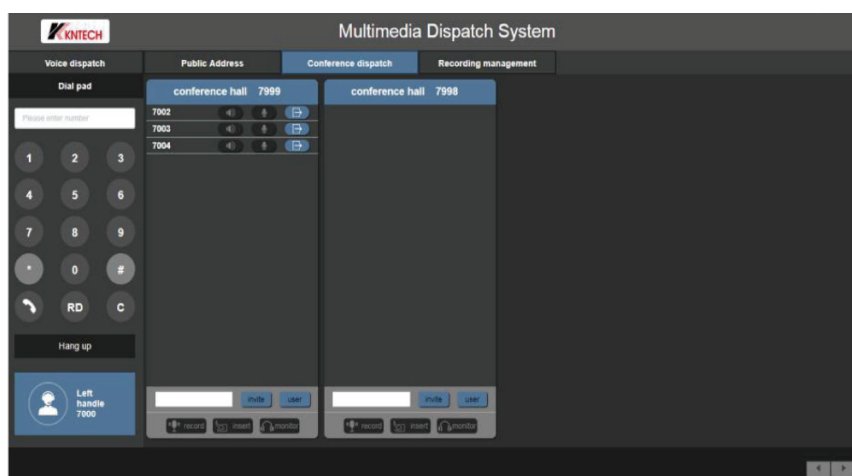 KNTECH
Multimedia Dispatch System
Voice dispatch
Public Address
Conference dispatch
Recording management
Dial pad
Please enter number
1 2 3
4 5 6
7 8 9
* 0 #
RD C
Hang up
Left
handle
7000
conference hall 7999
7002
7003
7004
invite user
record insert monitor
conference hall 7998
invite user
record insert monitor